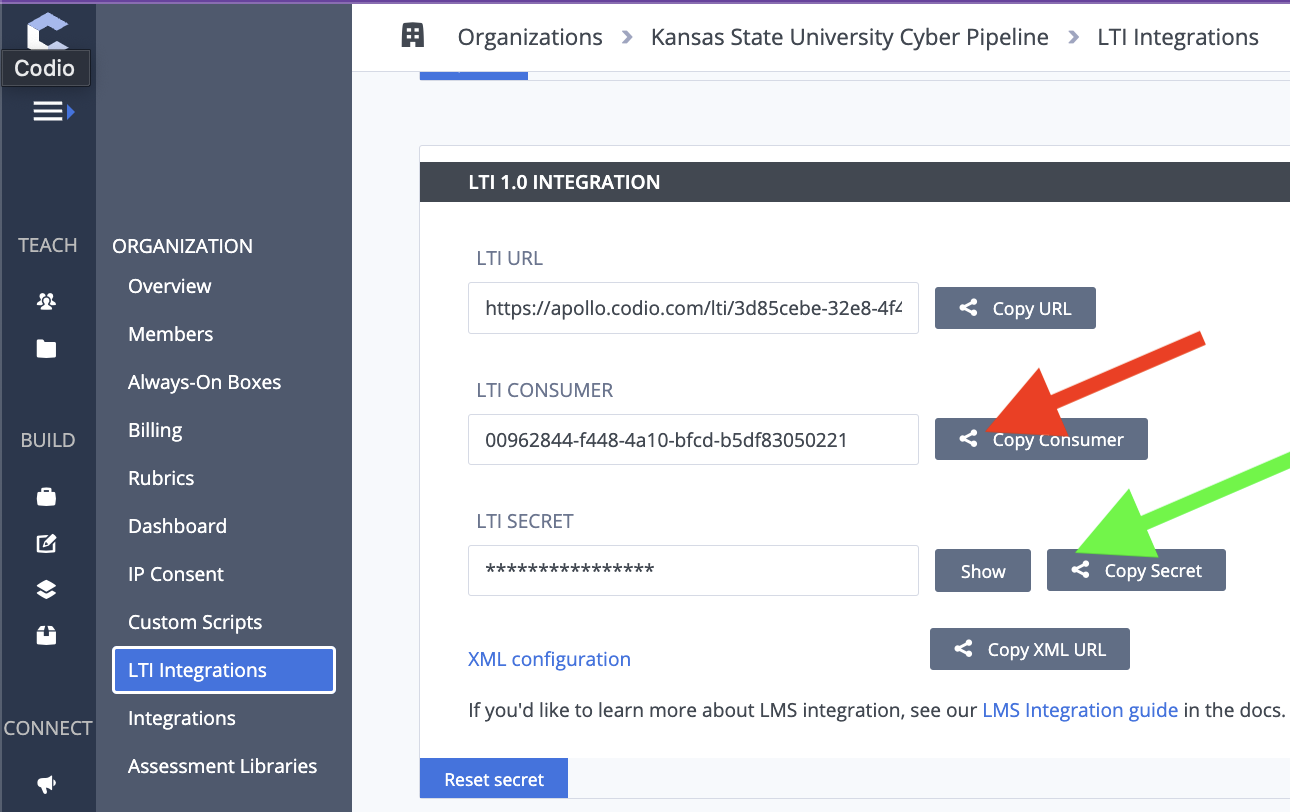 Codio
Organizations > Kansas State University Cyber Pipeline > LTI Integrations
TEACH
BUILD
CONNECT
ORGANIZATION
Overview
Members
Always-On Boxes
Billing
Rubrics
Dashboard
IP Consent
Custom Scripts
LTI Integrations
Integrations
Assessment Libraries
LTI 1.0 INTEGRATION
LTI URL
https://apollo.codio.com/lti/3d85cebe-32e8-4f4
Copy URL
LTI CONSUMER
00962844-f448-4a10-bfcd-b5df83050221
Copy Consumer
LTI SECRET
****************
Show
Copy Secret
XML configuration
Copy XML URL
If you'd like to learn more about LMS integration, see our LMS Integration guide in the docs.
Reset secret